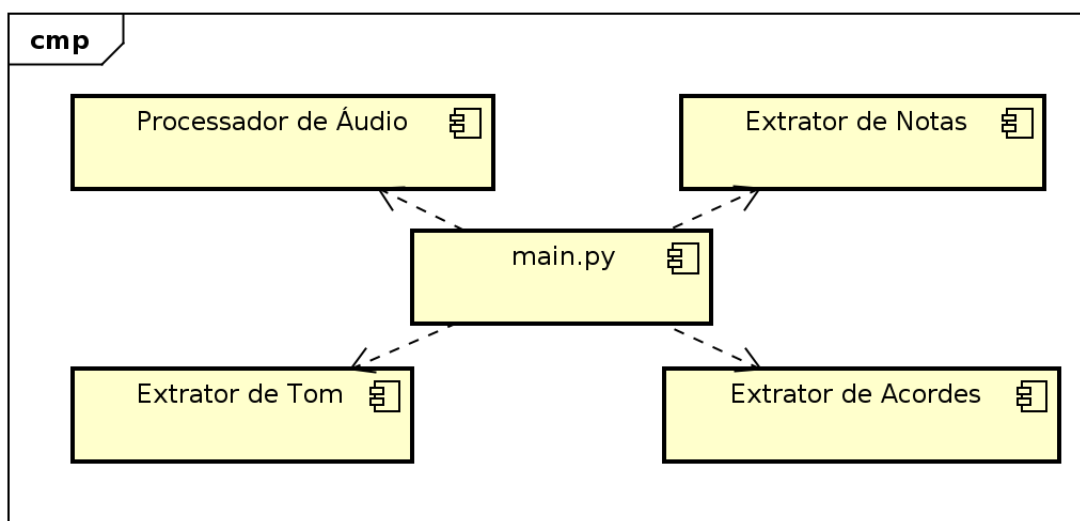 cmp
Processador de Áudio
Extrator de Notas
main.py
Extrator de Tom
Extrator de Acordes